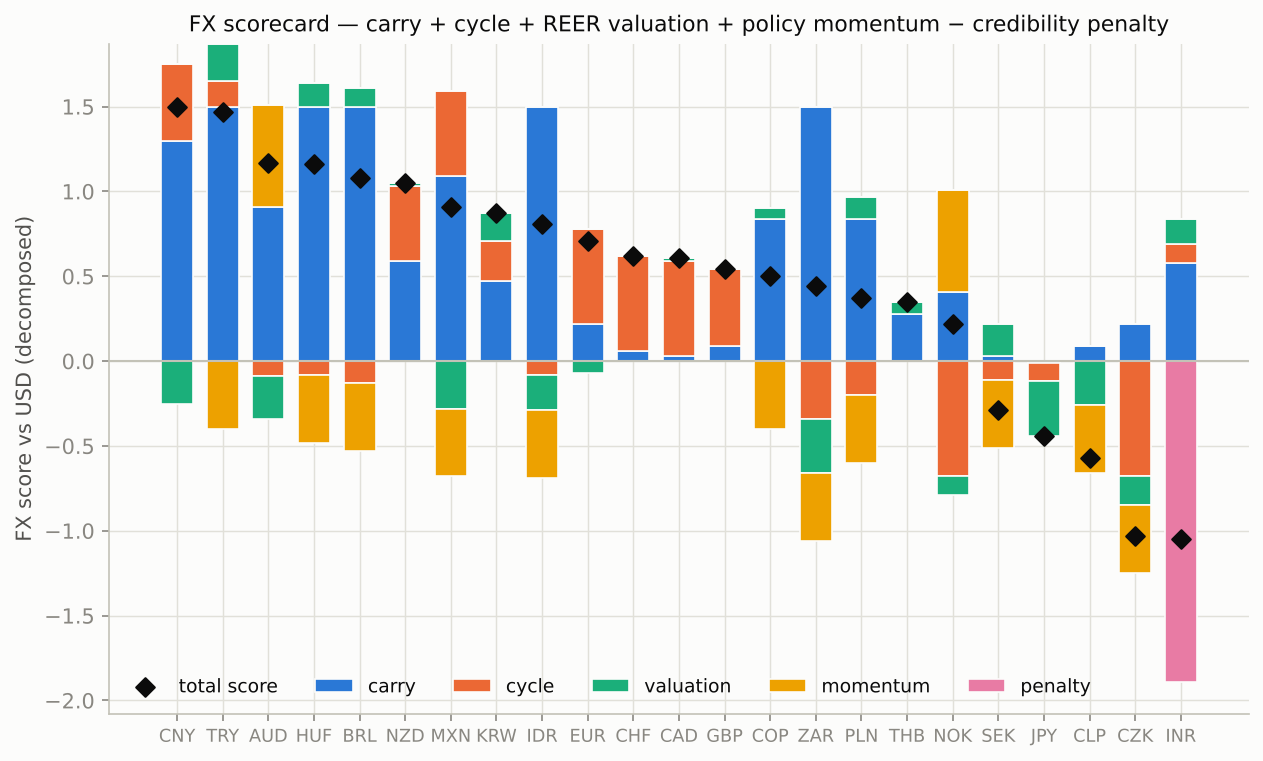 FX scorecard — carry + cycle + REER valuation + policy momentum − credibility penalty
FX score vs USD (decomposed)
1.5
1.0
0.5
0.0
−0.5
−1.0
−1.5
−2.0
total score carry cycle valuation momentum penalty
CNY TRY AUD HUF BRL NZD MXN KRW IDR EUR CHF CAD GBP COP ZAR PLN THB NOK SEK JPY CLP CZK INR